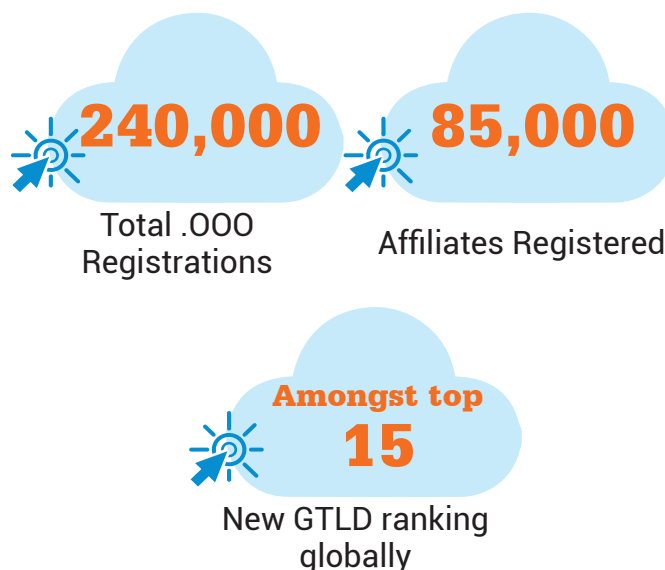 240,000
Total .OOO
Registrations
85,000
Affiliates Registered
Amongst top
15
New GTLD ranking
globally